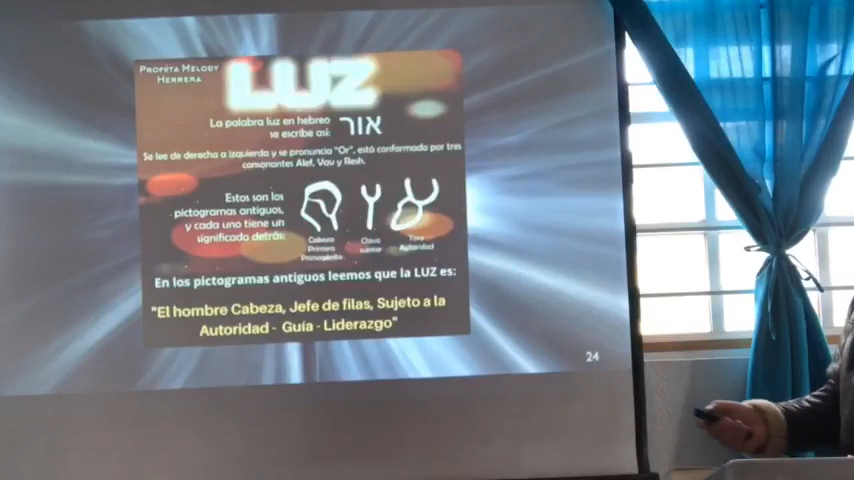 PROFÉTA MELODY
HERRERA
LUZ
La palabra luz en hebreo
se escribe así:
אור
Se lee de derecha a izquierda y se pronuncia "Or", está conformado por tres
consonantes Alef, Vav y Resh.
Estos son los
pictogramas antiguos,
y cada uno tiene un
significado detrás:
Cabeza
Primero
Primogénito
Clavo
sujetar
Toro
Autoridad
En los pictogramas antiguos leemos que la LUZ es:
"El hombre Cabeza, Jefe de filas, Sujeto a la
Autoridad - Guía - Liderazgo"
24